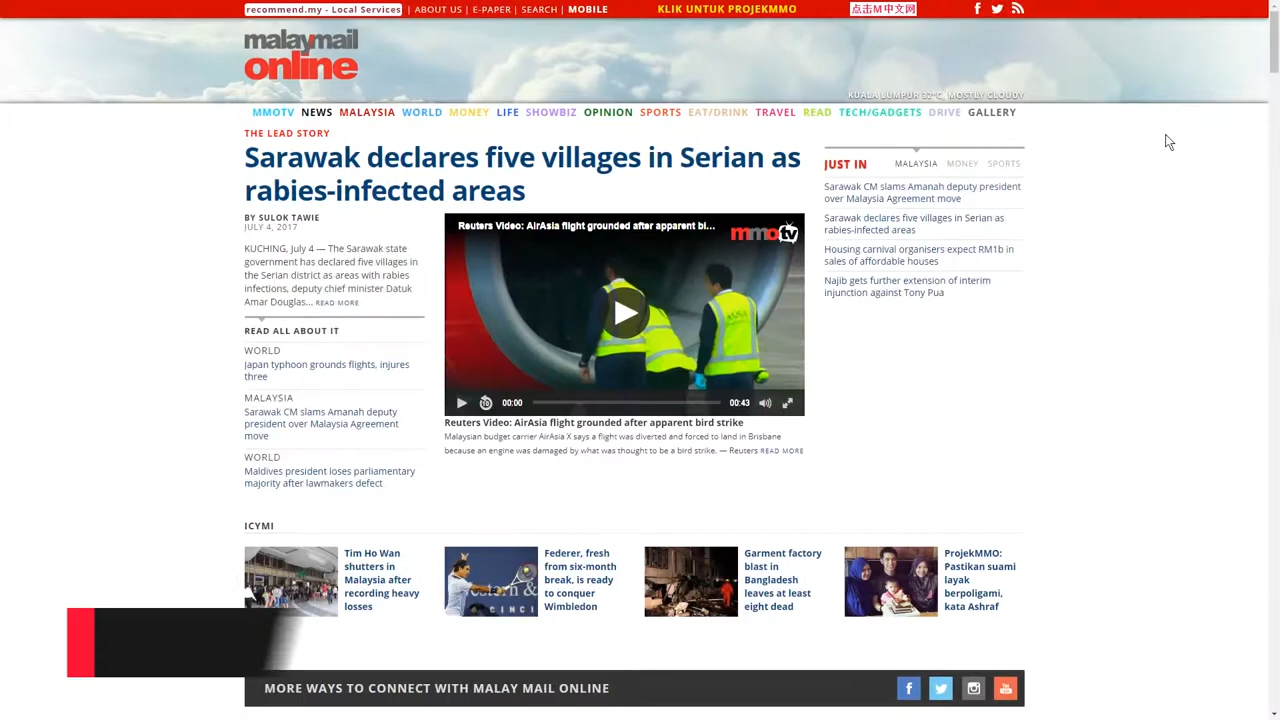 recommend.my - Local Services | ABOUT US | E-PAPER | SEARCH | MOBILE
KLIK UNTUK PROJEKMMO
点击M中文网
malaymail
online
KUALA LUMPUR 32°C, MOSTLY CLOUDY
MMOTV NEWS MALAYSIA WORLD MONEY LIFE SHOWBIZ OPINION SPORTS EAT/DRINK TRAVEL READ TECH/GADGETS DRIVE GALLERY
THE LEAD STORY
Sarawak declares five villages in Serian as
rabies-infected areas
BY SULOK TAWIE
JULY 4, 2017
KUCHING, July 4 — The Sarawak state
government has declared five villages in
the Serian district as areas with rabies
infections, deputy chief minister Datuk
Amar Douglas... READ MORE
READ ALL ABOUT IT
WORLD
Japan typhoon grounds flights, injures
three
MALAYSIA
Sarawak CM slams Amanah deputy
president over Malaysia Agreement
move
WORLD
Maldives president loses parliamentary
majority after lawmakers defect
Reuters Video: AirAsia flight grounded after apparent bi...
mmotv
10
00:00
00:43
Reuters Video: AirAsia flight grounded after apparent bird strike
Malaysian budget carrier AirAsia X says a flight was diverted and forced to land in Brisbane
because an engine was damaged by what was thought to be a bird strike. — Reuters READ MORE
JUST IN
MALAYSIA MONEY SPORTS
Sarawak CM slams Amanah deputy president
over Malaysia Agreement move
Sarawak declares five villages in Serian as
rabies-infected areas
Housing carnival organisers expect RM1b in
sales of affordable houses
Najib gets further extension of interim
injunction against Tony Pua
ICYMI
Tim Ho Wan
shutters in
Malaysia after
recording heavy
losses
Federer, fresh
from six-month
break, is ready
to conquer
Wimbledon
Garment factory
blast in
Bangladesh
leaves at least
eight dead
ProjekMMO:
Pastikan suami
layak
berpoligami,
kata Ashraf
MORE WAYS TO CONNECT WITH MALAY MAIL ONLINE